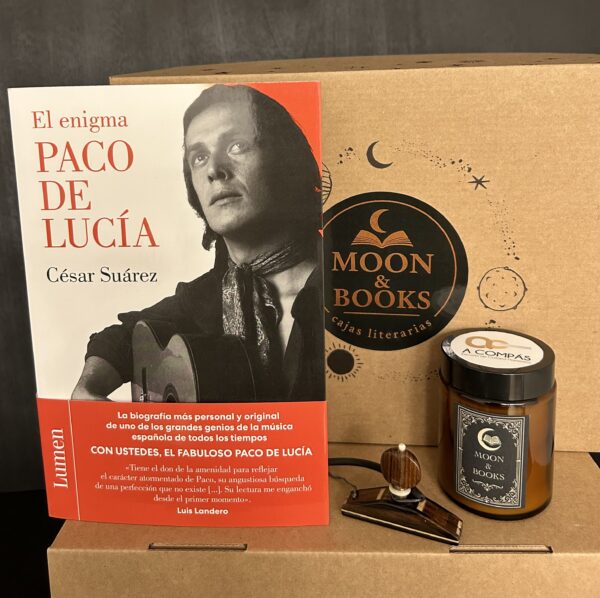 El enigma
PACO
DE
LUCÍA
César Suárez
Lumen
La biografía más personal y original
de uno de los grandes genios de la música
española de todos los tiempos
CON USTEDES, EL FABULOSO PACO DE LUCÍA
«Tiene el don de la amenidad para reflejar
el carácter atormentado de Paco, su angustiosa búsqueda
de una perfección que no existe [...]. Su lectura me enganchó
desde el primer momento».
Luis Landero
MOON
&
BOOKS
cajas literarias
A COMPÁS
MOON
&
BOOKS